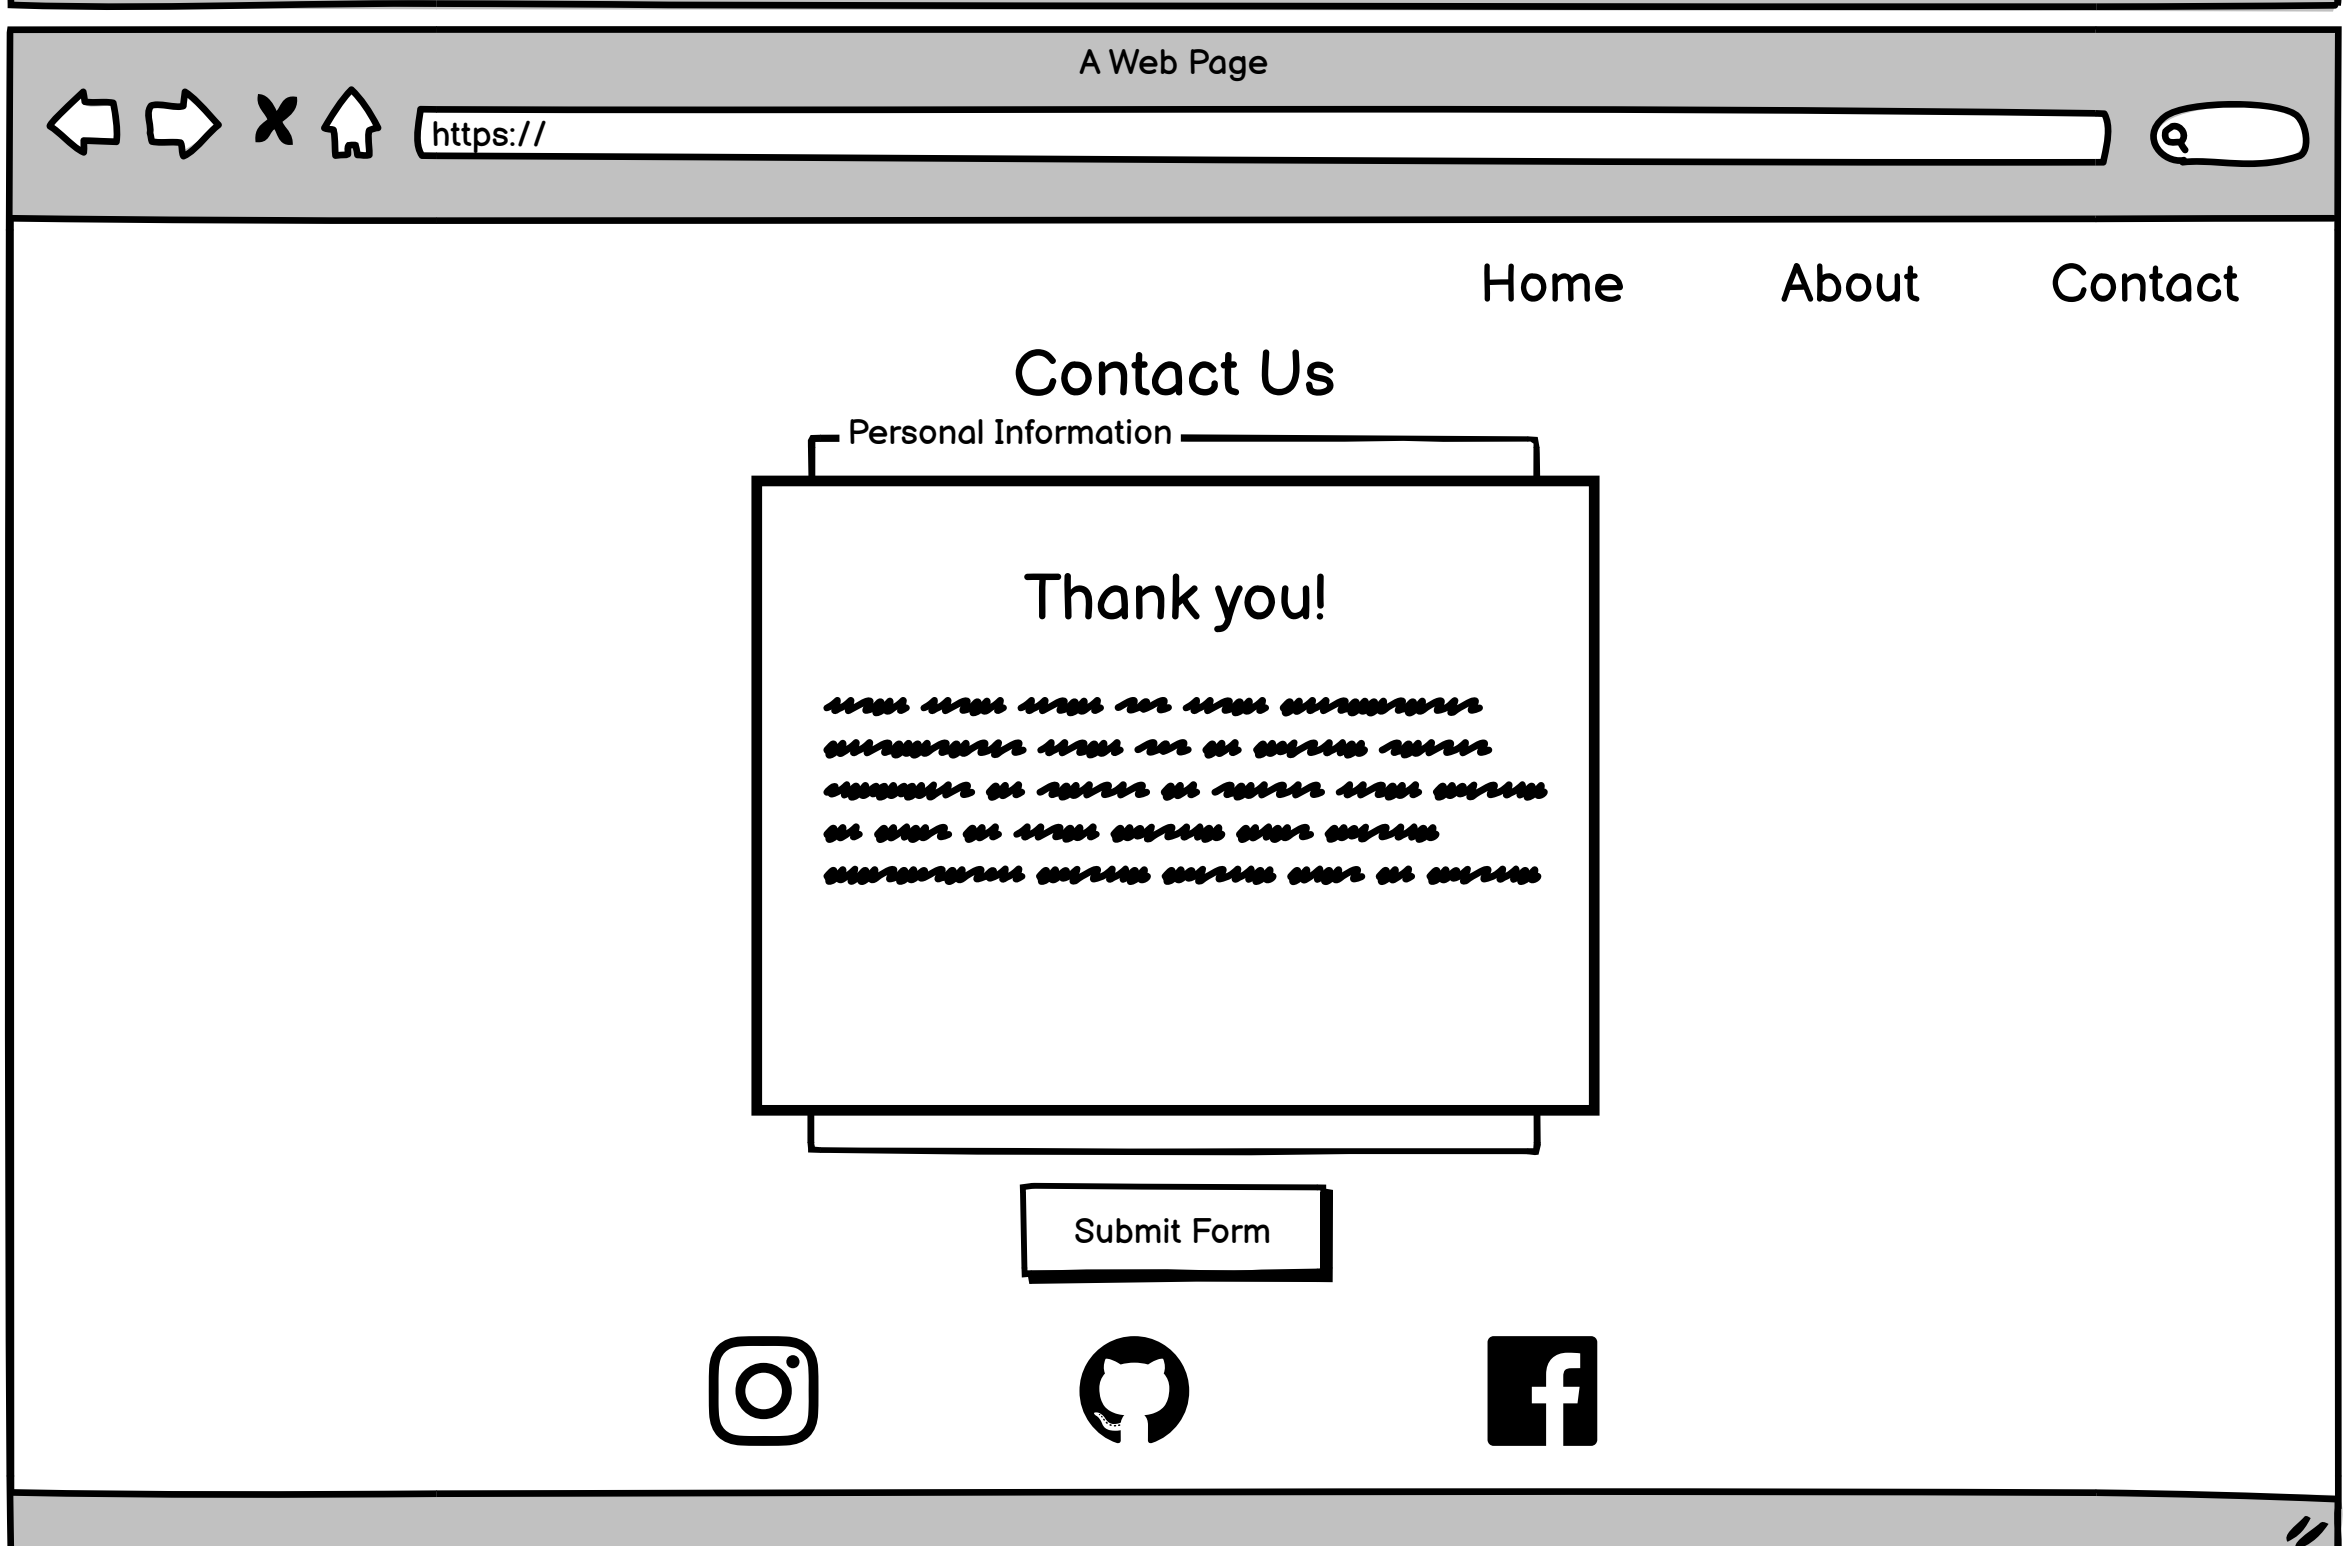 A Web Page
https://
Home About Contact
Contact Us
Personal Information
Thank you!
Submit Form